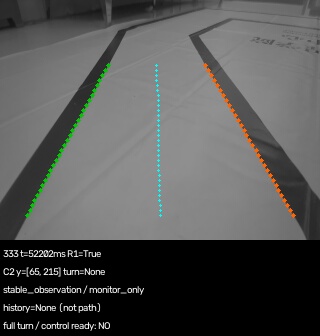 333 t=52202ms R1=True
C2 y=[65, 215] turn=None
stable_observation / monitor_only
history=None (not path)
full turn / control ready: NO